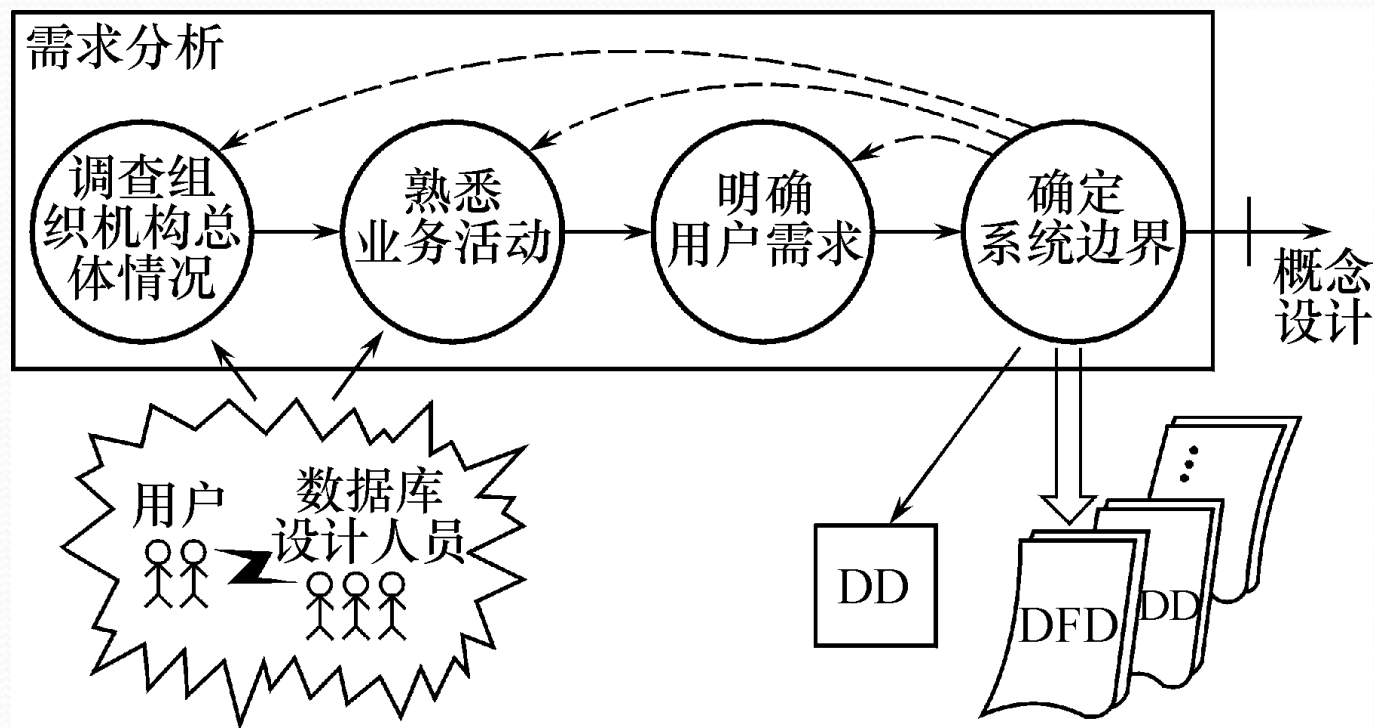 需求分析
调查组
织机构总
体情况
熟悉
业务活动
明确
用户需求
确定
系统边界
概念
设计
用户
数据库
设计人员
DD
DFD
DD